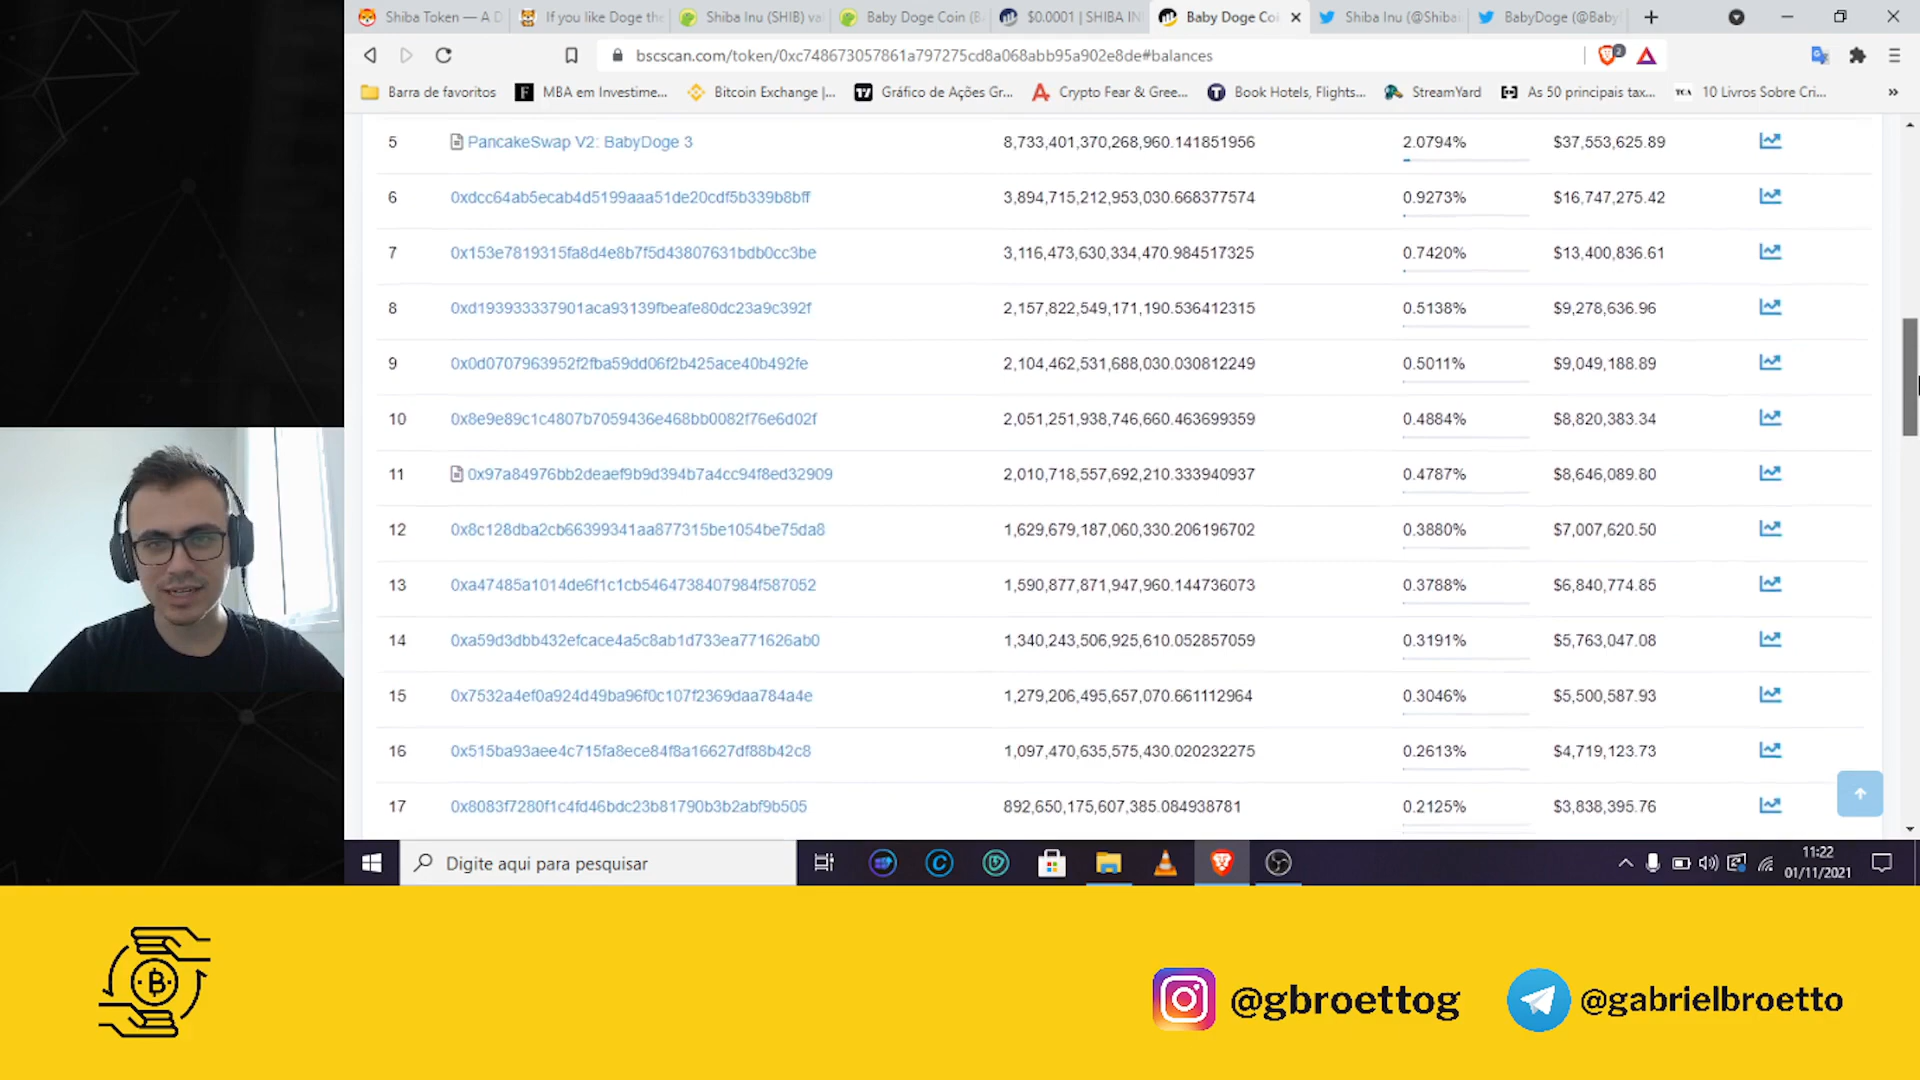 Shiba Token — A D
If you like Doge the
Shiba Inu (SHIB) va
Baby Doge Coin (B
$0.0001 | SHIBA IN
Baby Doge Coi
Shiba Inu (@Shiba
BabyDoge (@Baby
bscscan.com/token/0xc748673057861a797275cd8a068abb95a902e8de#balances
2
Barra de favoritos
MBA em Investime...
Bitcoin Exchange |...
Gráfico de Ações Gr...
Crypto Fear & Gree...
Book Hotels, Flights...
StreamYard
As 50 principais tax...
TCA 10 Livros Sobre Cri...
5 PancakeSwap V2: BabyDoge 3 8,733,401,370,268,960.141851956 2.0794% $37,553,625.89
6 0xdcc64ab5ecab4d5199aaa51de20cdf5b339b8bff 3,894,715,212,953,030.668377574 0.9273% $16,747,275.42
7 0x153e7819315fa8d4e8b7f5d43807631bdb0cc3be 3,116,473,630,334,470.984517325 0.7420% $13,400,836.61
8 0xd193933337901aca93139fbeafe80dc23a9c392f 2,157,822,549,171,190.536412315 0.5138% $9,278,636.96
9 0x0d0707963952f2fba59dd06f2b425ace40b492fe 2,104,462,531,688,030.030812249 0.5011% $9,049,188.89
10 0x8e9e89c1c4807b7059436e468bb0082f76e6d02f 2,051,251,938,746,660.463699359 0.4884% $8,820,383.34
11 0x97a84976bb2deaef9b9d394b7a4cc94f8ed32909 2,010,718,557,692,210.333940937 0.4787% $8,646,089.80
12 0x8c128dba2cb66399341aa877315be1054be75da8 1,629,679,187,060,330.206196702 0.3880% $7,007,620.50
13 0xa47485a1014de6f1c1cb5464738407984f587052 1,590,877,871,947,960.144736073 0.3788% $6,840,774.85
14 0xa59d3dbb432efcace4a5c8ab1d733ea771626ab0 1,340,243,506,925,610.052857059 0.3191% $5,763,047.08
15 0x7532a4ef0a924d49ba96f0c107f2369daa784a4e 1,279,206,495,657,070.661112964 0.3046% $5,500,587.93
16 0x515ba93aee4c715fa8ece84f8a16627df88b42c8 1,097,470,635,575,430.020232275 0.2613% $4,719,123.73
17 0x8083f7280f1c4fd46bdc23b81790b3b2abf9b505 892,650,175,607,385.084938781 0.2125% $3,838,395.76
Digite aqui para pesquisar
11:22
01/11/2021
@gbroettog
@gabrielbroetto